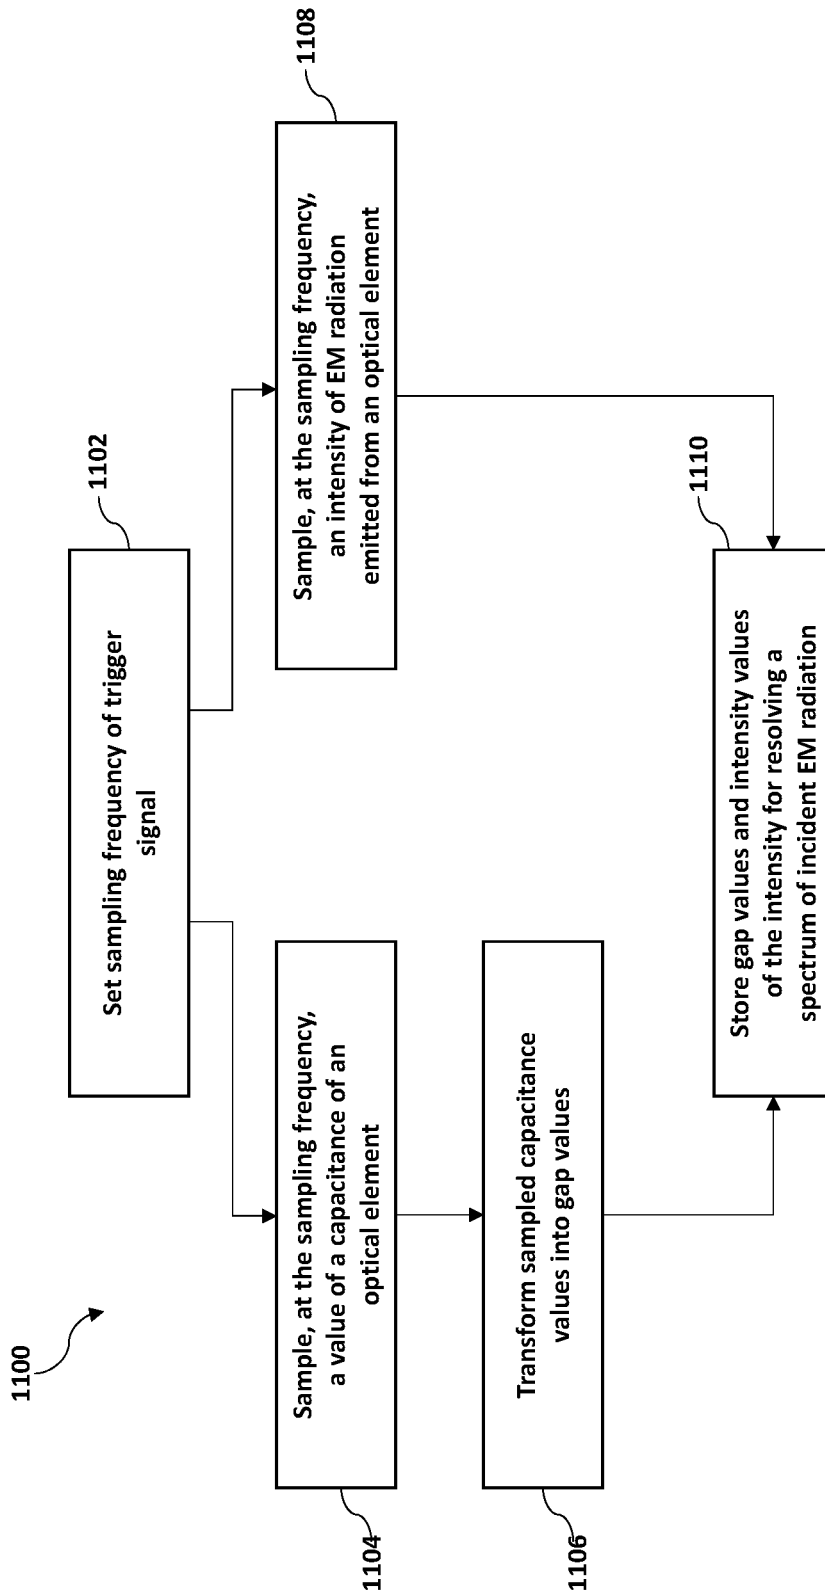 1100
1102
Set sampling frequency of trigger
signal
1104
Sample, at the sampling frequency,
a value of a capacitance of an
optical element
1108
Sample, at the sampling frequency,
an intensity of EM radiation
emitted from an optical element
1106
Transform sampled capacitance
values into gap values
1110
Store gap values and intensity values
of the intensity for resolving a
spectrum of incident EM radiation